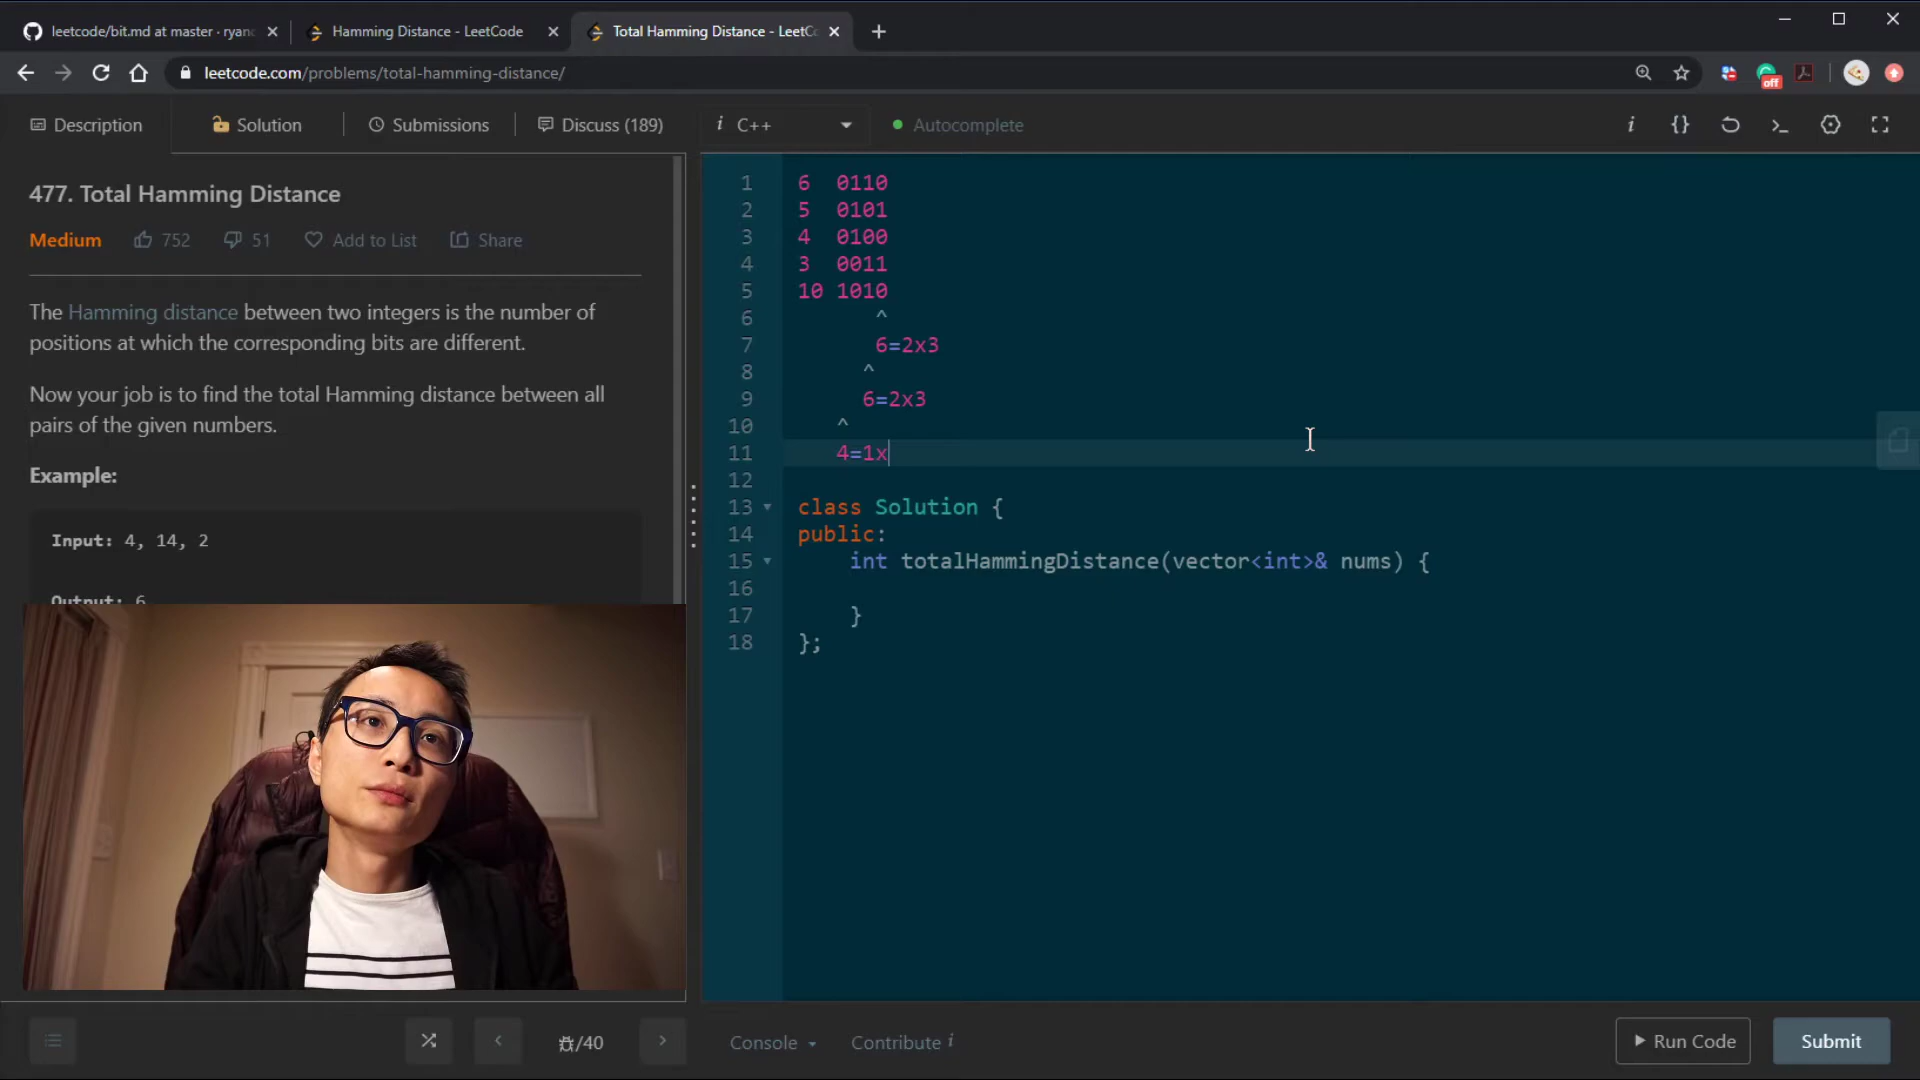 leetcode/bit.md at master · ryanc
Hamming Distance - LeetCode
Total Hamming Distance - LeetCo
leetcode.com/problems/total-hamming-distance/
off
Description
Solution
Submissions
Discuss (189)
i C++
Autocomplete
i {}
477. Total Hamming Distance
Medium 752 51 Add to List Share
The Hamming distance between two integers is the number of
positions at which the corresponding bits are different.
Now your job is to find the total Hamming distance between all
pairs of the given numbers.
Example:
Input: 4, 14, 2
Output: 6
1 6 0110
2 5 0101
3 4 0100
4 3 0011
5 10 1010
6 ^
7 6=2x3
8 ^
9 6=2x3
10 ^
11 4=1x
12
13 class Solution {
14 public:
15 int totalHammingDistance(vector<int>& nums) {
16
17 }
18 };
/40
Console
Contribute i
Run Code
Submit